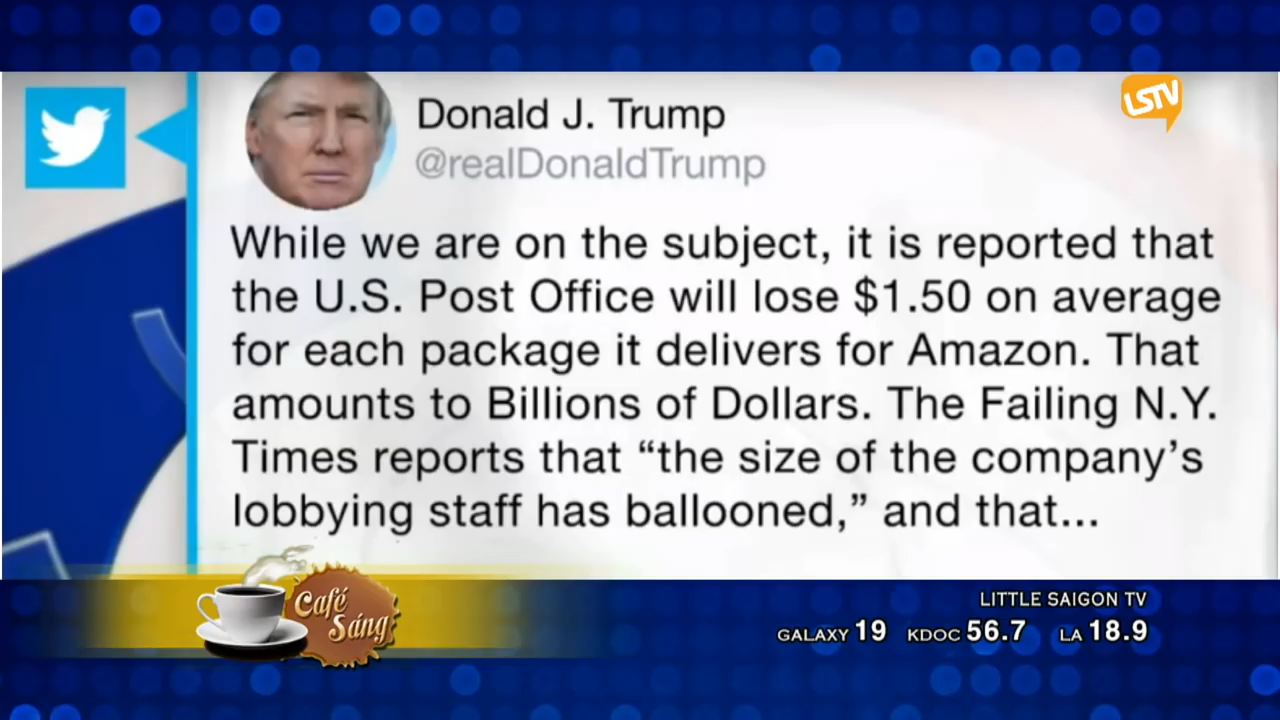 LSTV
Donald J. Trump
@realDonaldTrump
While we are on the subject, it is reported that
the U.S. Post Office will lose $1.50 on average
for each package it delivers for Amazon. That
amounts to Billions of Dollars. The Failing N.Y.
Times reports that “the size of the company’s
lobbying staff has ballooned,” and that...
Café
Sáng
LITTLE SAIGON TV
GALAXY 19 KDOC 56.7 LA 18.9